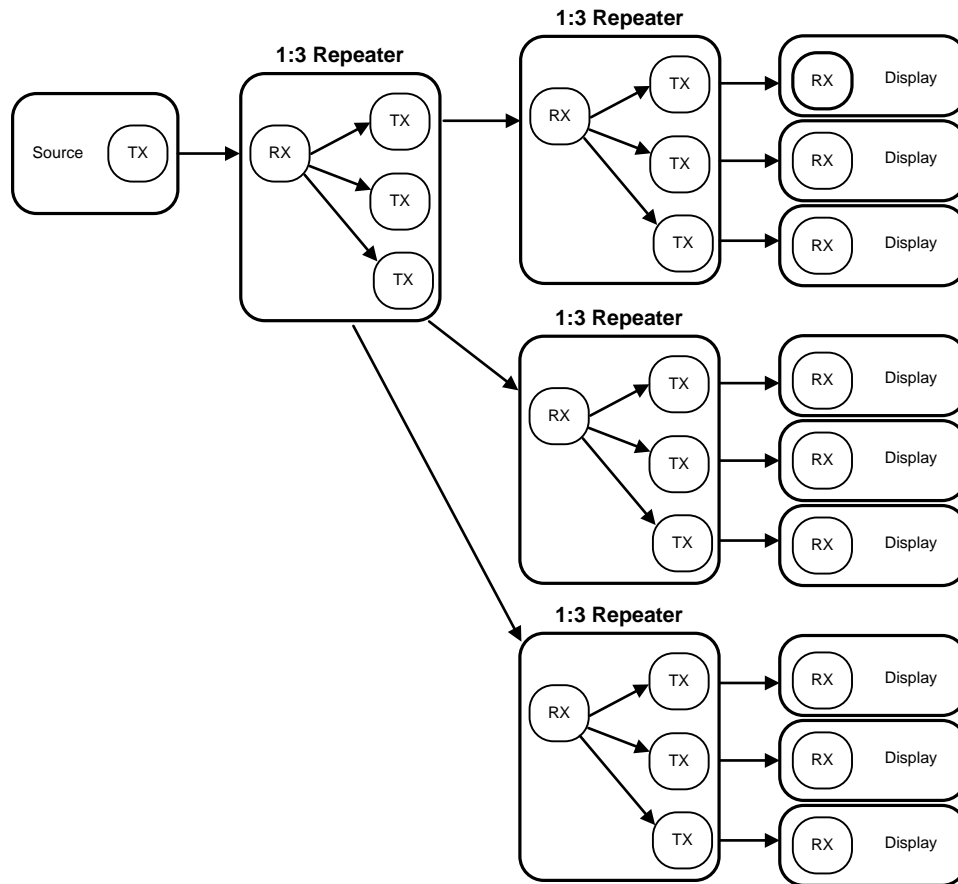 1:3 Repeater
1:3 Repeater
Source
TX
RX
TX
TX
TX
RX
TX
TX
TX
RX
Display
RX
Display
RX
Display
1:3 Repeater
RX
TX
TX
TX
RX
Display
RX
Display
RX
Display
1:3 Repeater
RX
TX
TX
TX
RX
Display
RX
Display
RX
Display